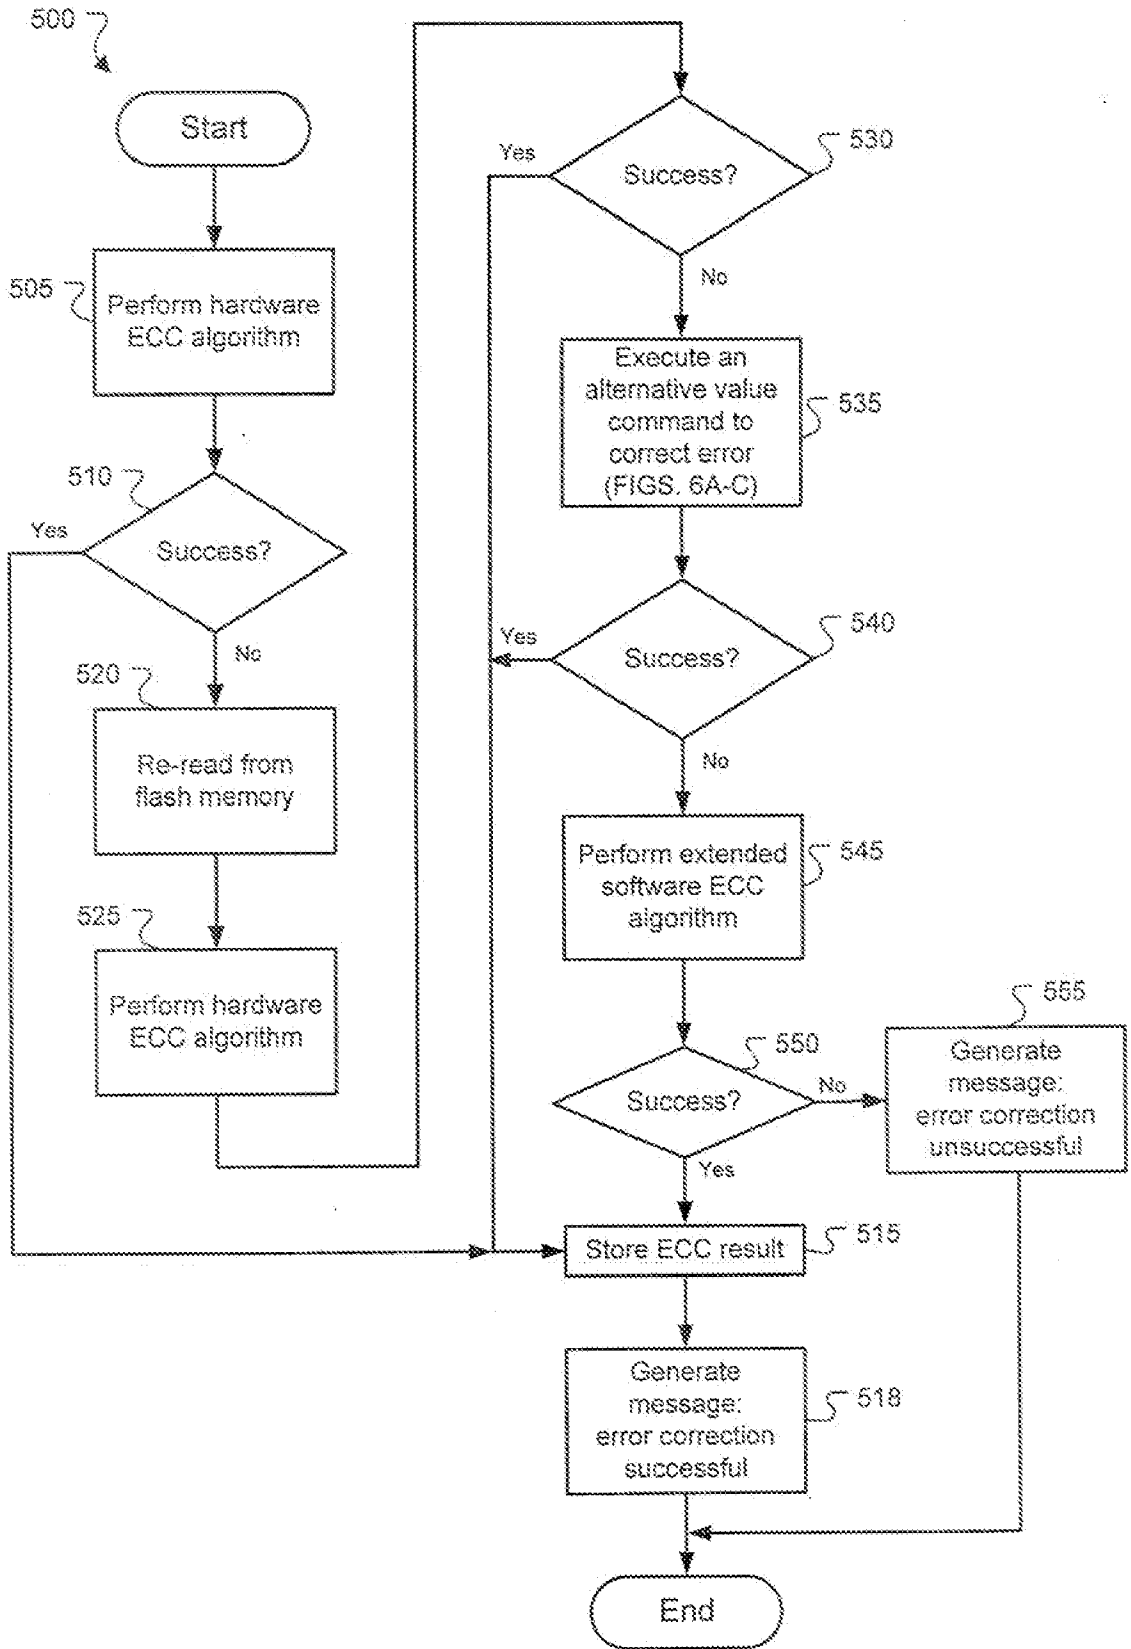 500
Start
505
Perform hardware
ECC algorithm
510
Yes
Success?
No
520
Re-read from
flash memory
525
Perform hardware
ECC algorithm
530
Yes
Success?
No
Execute an
alternative value
command to
correct error
(FIGS. 6A-C)
535
540
Yes
Success?
No
Perform extended
software ECC
algorithm
545
550
Success?
No
Yes
555
Generate
message:
error correction
unsuccessful
Store ECC result
515
Generate
message:
error correction
successful
518
End